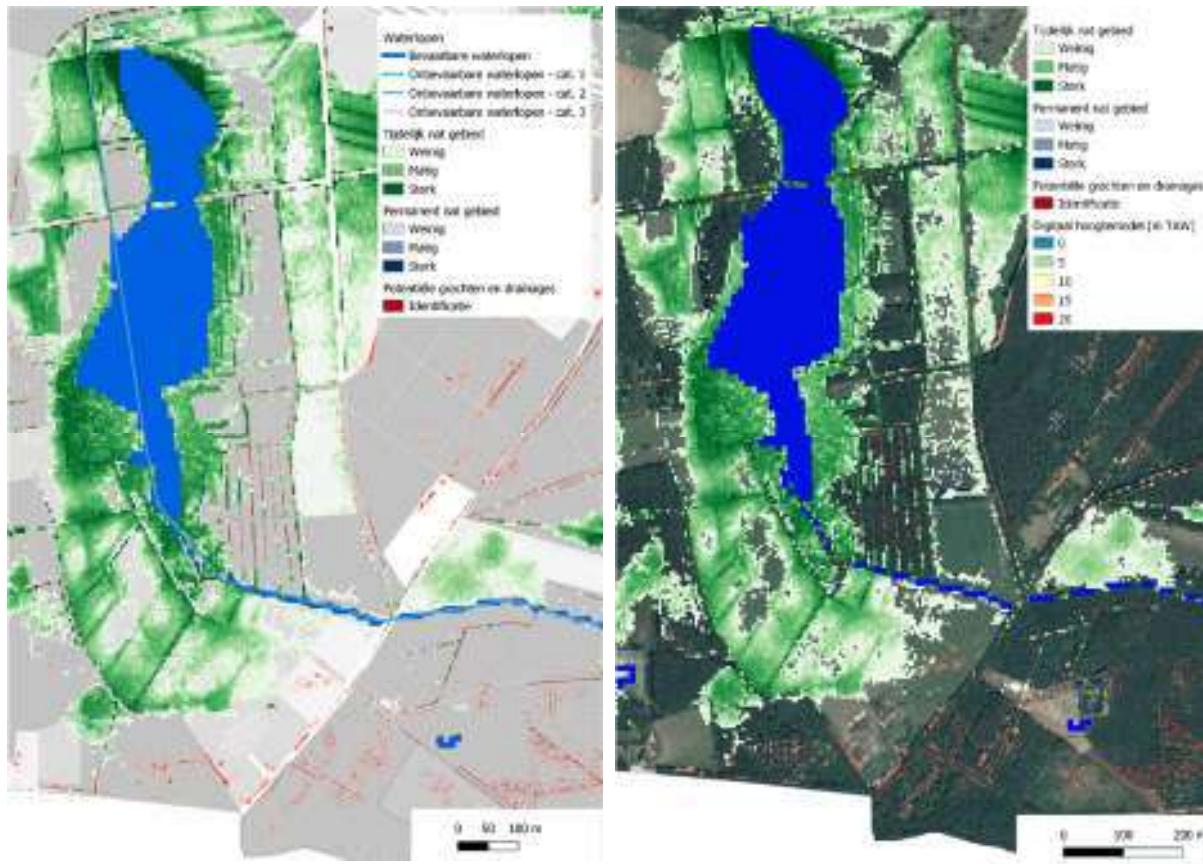 Waterlopen
Bevaarbare waterlopen
Onbevaarbare waterlopen - cat. 1
Onbevaarbare waterlopen - cat. 2
Onbevaarbare waterlopen - cat. 3
Tijdelijk nat gebied
Weinig
Matig
Sterk
Permanent nat gebied
Weinig
Matig
Sterk
Potentiële grachten en drainages
Identificatie
0 50 100 m
Tijdelijk nat gebied
Weinig
Matig
Sterk
Permanent nat gebied
Weinig
Matig
Sterk
Potentiële grachten en drainages
Identificatie
Digitaal hoogtemodel [m TAW]
0
5
10
15
20
0 100 200 m